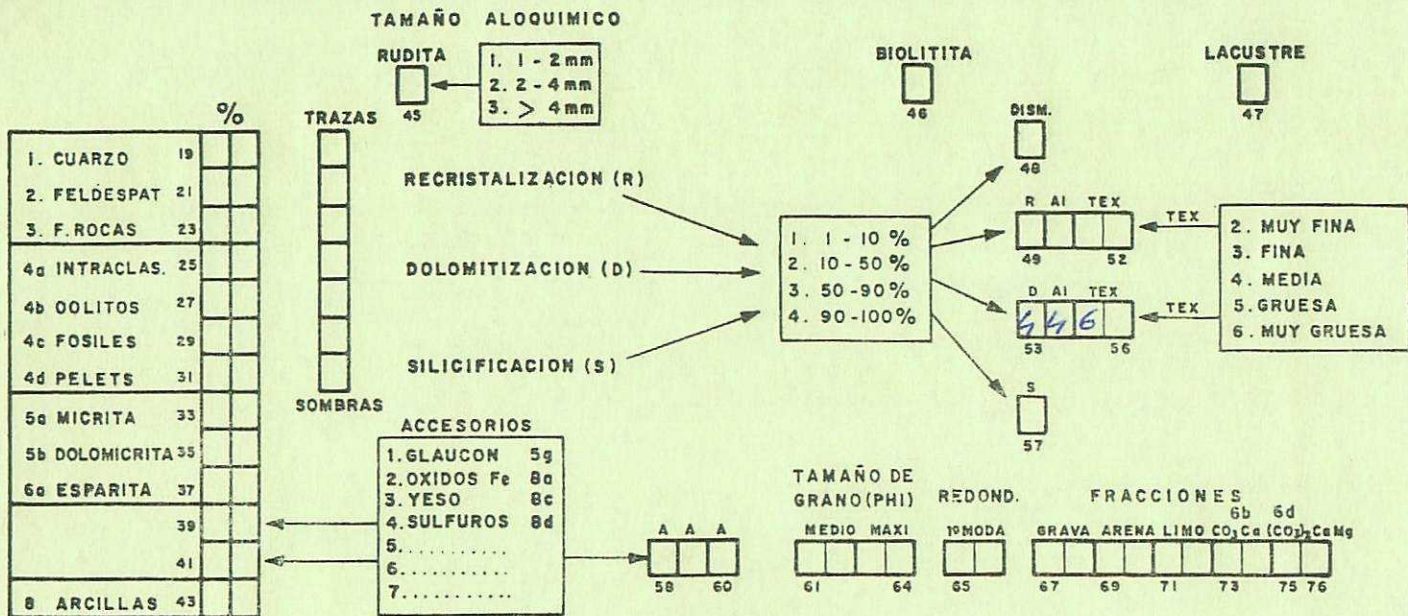 TAMAÑO ALOQUIMICO
RUDITA
45
1. 1 - 2 mm
2. 2 - 4 mm
3. > 4 mm
BIOLITITA
46
LACUSTRE
47
%
1. CUARZO 19
2. FELDESPAT 21
3. F. ROCAS 23
4a INTRACLAS. 25
4b OOLITOS 27
4c FOSILES 29
4d PELETS 31
5a MICRITA 33
5b DOLOMICRITA 35
6a ESPARITA 37
39
41
8 ARCILLAS 43
TRAZAS
SOMBRAS
RECRISTALIZACION (R)
DOLOMITIZACION (D)
SILICIFICACION (S)
1. 1 - 10 %
2. 10 - 50 %
3. 50 - 90%
4. 90 - 100%
DISM.
48
R AI TEX
49 52
TEX
D AI TEX
4 4 6
53 56
TEX
S
57
2. MUY FINA
3. FINA
4. MEDIA
5. GRUESA
6. MUY GRUESA
ACCESORIOS
1. GLAUCON 5g
2. OXIDOS Fe 8a
3. YESO 8c
4. SULFUROS 8d
5. ...........
6. ...........
7. ...........
A A A
58 60
TAMAÑO DE
GRANO (PHI)
MEDIO MAXI
61 64
REDOND.
1ª MODA
65
FRACCIONES
6b 6d
GRAVA ARENA LIMO CO₃Ca (CO₃)₂CaMg
67 69 71 73 75 76